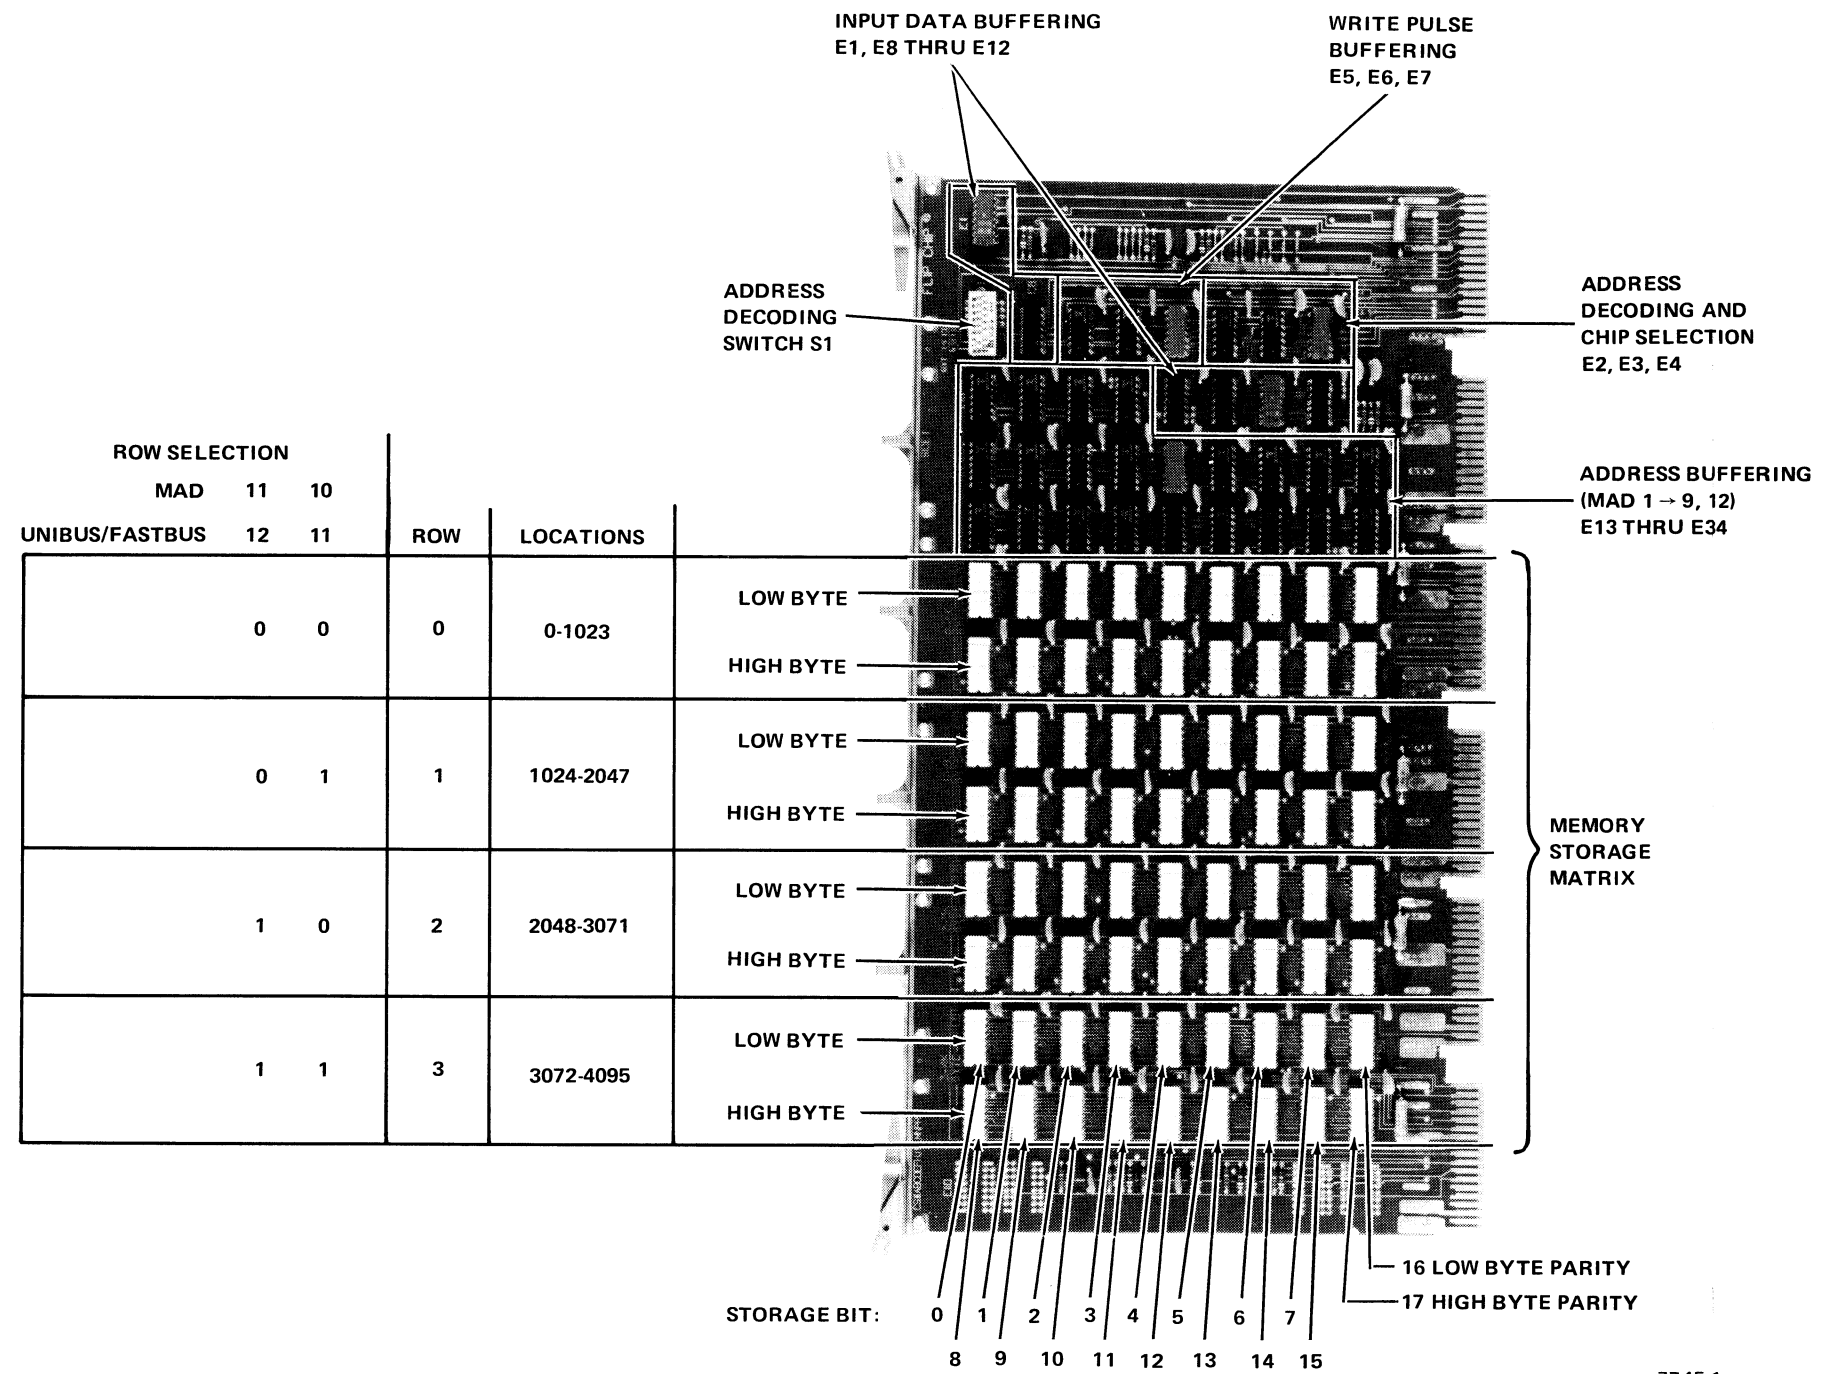 INPUT DATA BUFFERING
E1, E8 THRU E12
WRITE PULSE
BUFFERING
E5, E6, E7
ADDRESS
DECODING
SWITCH S1
ADDRESS
DECODING AND
CHIP SELECTION
E2, E3, E4
ROW SELECTION
MAD 11 10
UNIBUS/FASTBUS 12 11 ROW LOCATIONS
ADDRESS BUFFERING
(MAD 1 → 9, 12)
E13 THRU E34
LOW BYTE
0 0 0 0-1023
HIGH BYTE
LOW BYTE
0 1 1 1024-2047
HIGH BYTE
MEMORY
STORAGE
MATRIX
LOW BYTE
1 0 2 2048-3071
HIGH BYTE
LOW BYTE
1 1 3 3072-4095
HIGH BYTE
16 LOW BYTE PARITY
17 HIGH BYTE PARITY
STORAGE BIT: 0 1 2 3 4 5 6 7
8 9 10 11 12 13 14 15